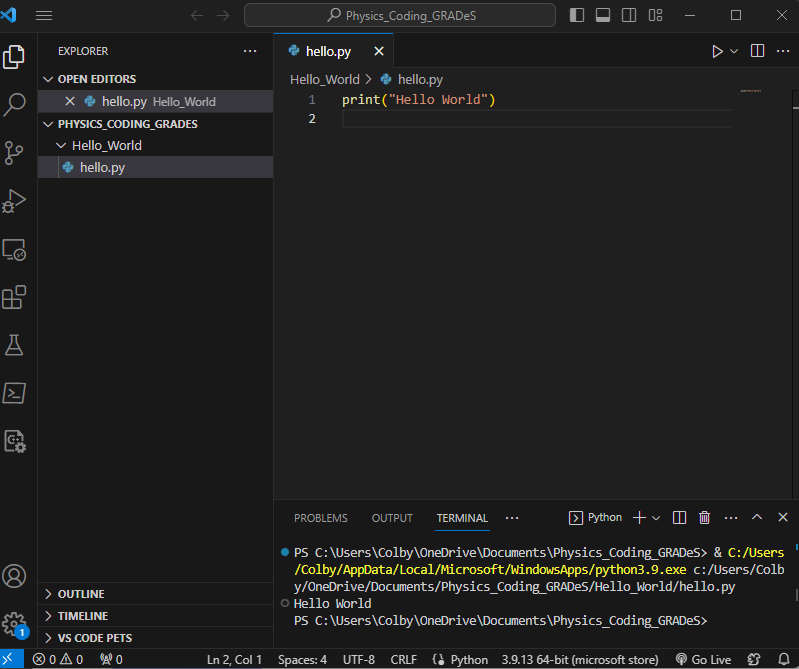 Physics_Coding_GRADeS
EXPLORER
OPEN EDITORS
hello.py Hello_World
PHYSICS_CODING_GRADES
Hello_World
hello.py
hello.py
Hello_World > hello.py
1 print("Hello World")
2
PROBLEMS OUTPUT TERMINAL
Python
PS C:\Users\Colby\OneDrive\Documents\Physics_Coding_GRADeS> & C:/Users
/Colby/AppData/Local/Microsoft/WindowsApps/python3.9.exe c:/Users/Colb
y/OneDrive/Documents/Physics_Coding_GRADeS/Hello_World/hello.py
Hello World
PS C:\Users\Colby\OneDrive\Documents\Physics_Coding_GRADeS>
OUTLINE
TIMELINE
VS CODE PETS
1
0 0 0 Ln 2, Col 1 Spaces: 4 UTF-8 CRLF Python 3.9.13 64-bit (microsoft store) Go Live